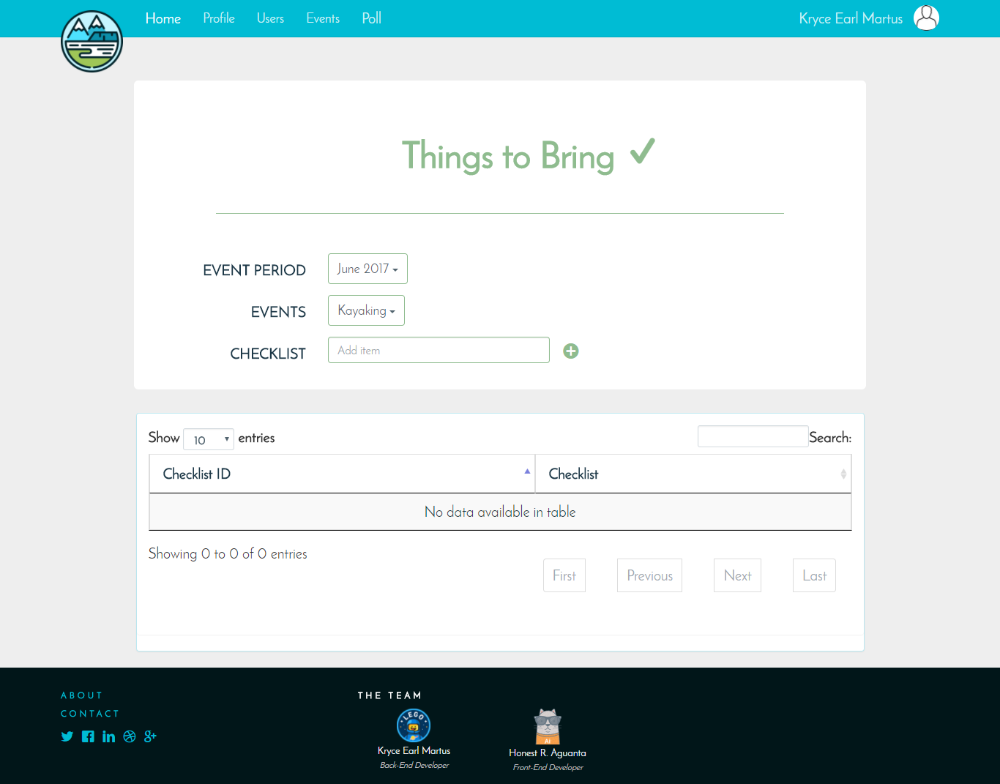 Home Profile Users Events Poll Kryce Earl Martus
Things to Bring
EVENT PERIOD June 2017
EVENTS Kayaking
CHECKLIST Add item
Show 10 entries Search:
Checklist ID Checklist
No data available in table
Showing 0 to 0 of 0 entries
First Previous Next Last
ABOUT
CONTACT
THE TEAM
LEGO
Kryce Earl Martus
Back-End Developer
Ai
Honest R. Aguanta
Front-End Developer